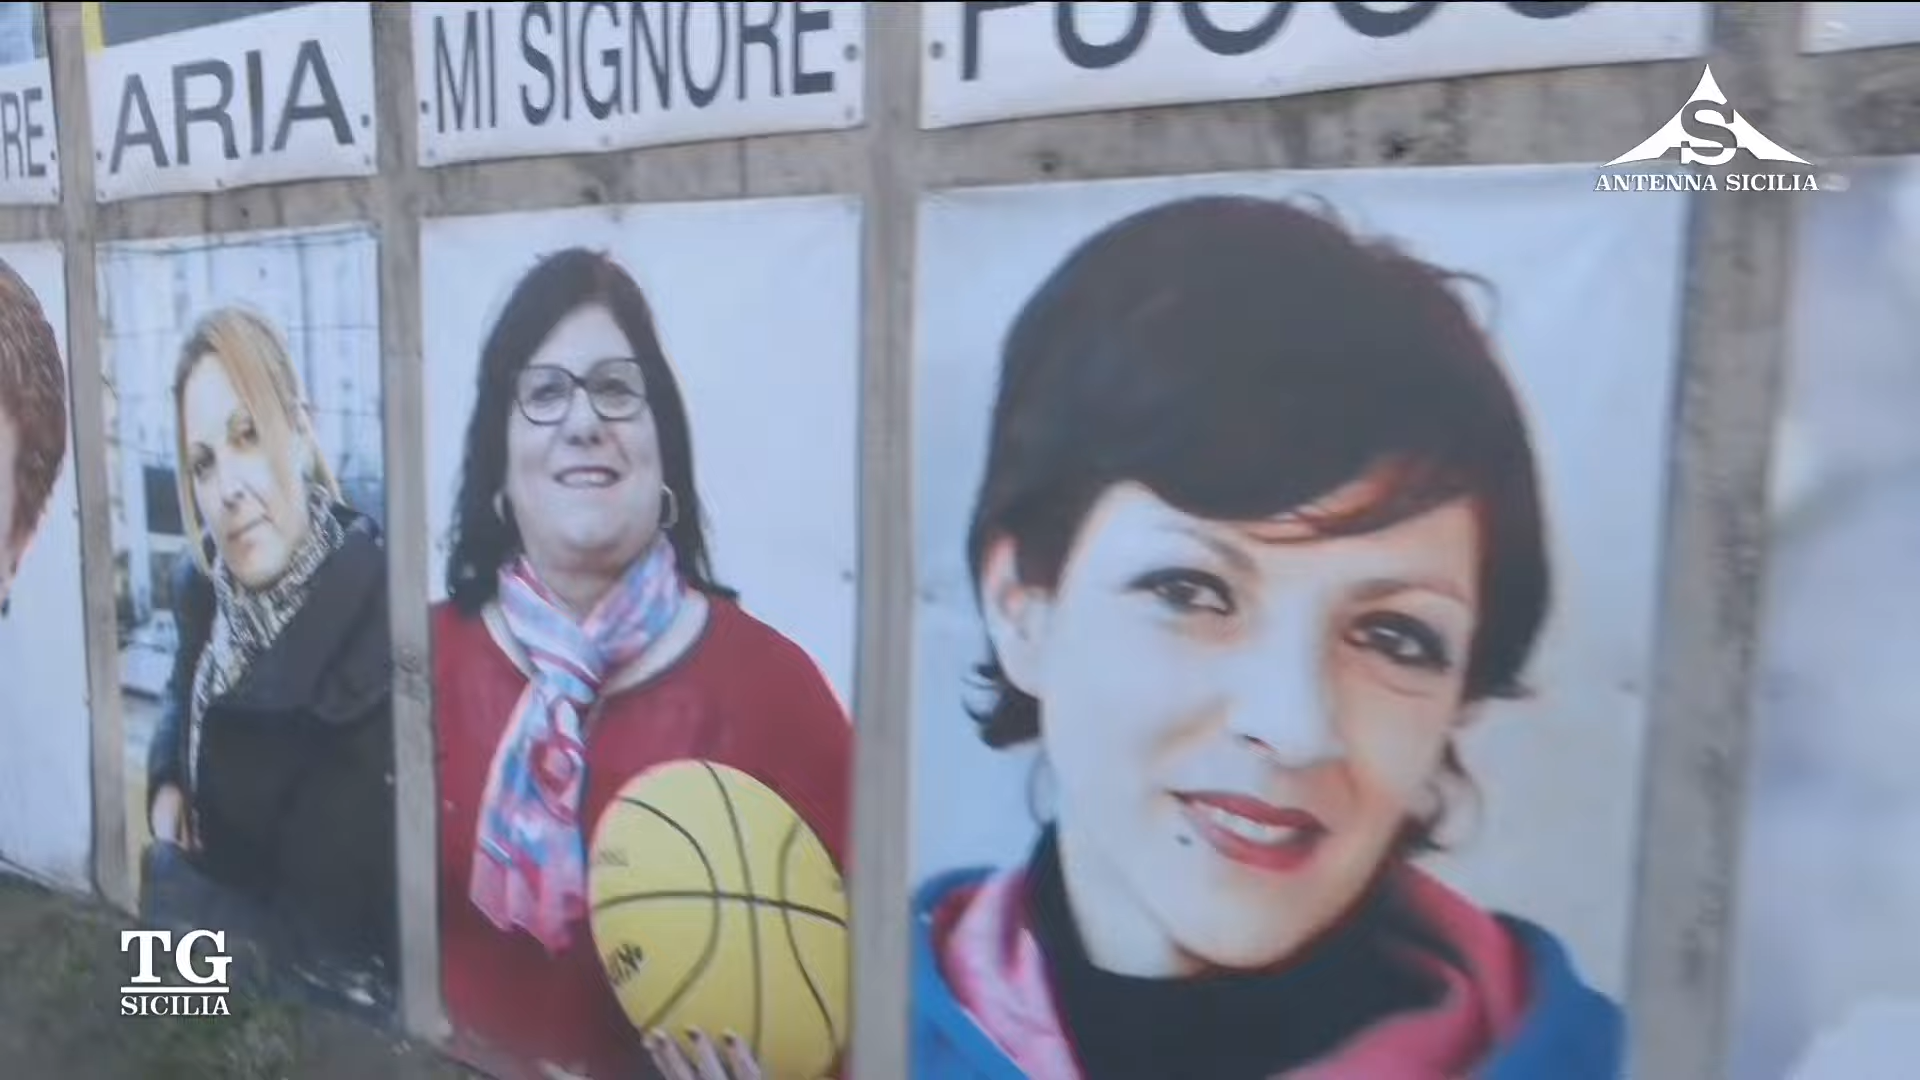 RE
ARIA
MI SIGNORE
ANTENNA SICILIA
TG
SICILIA